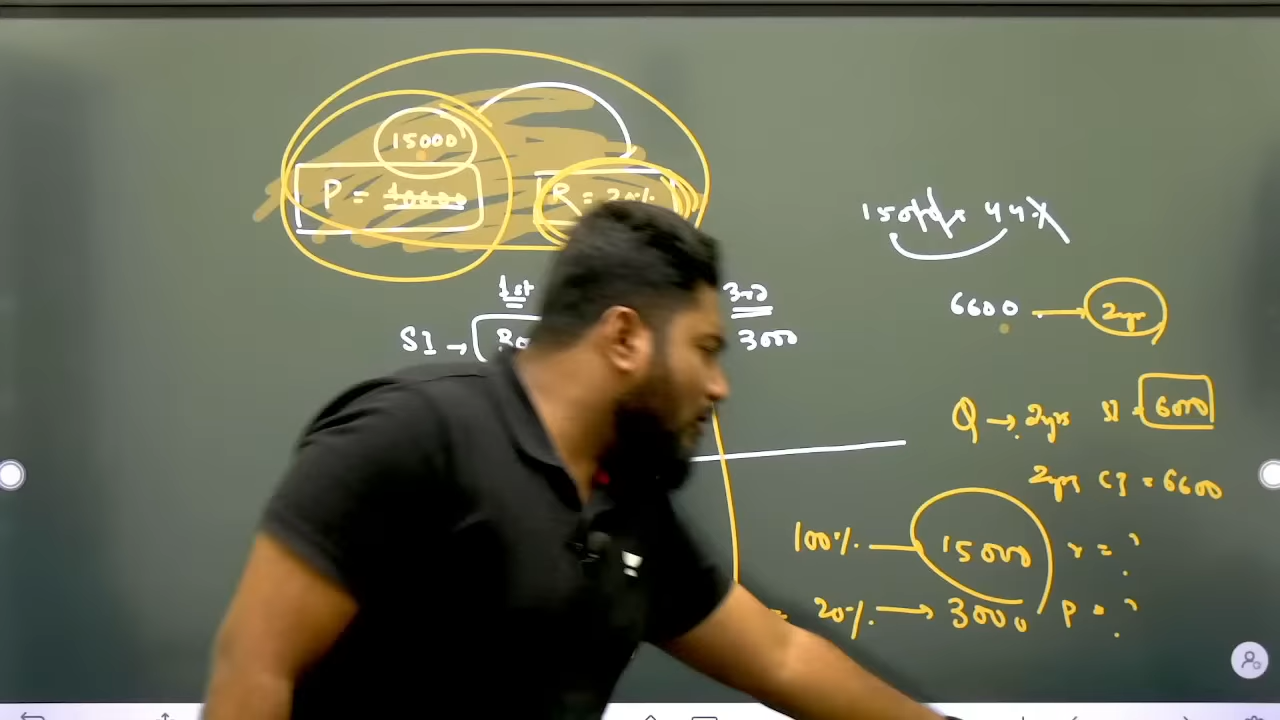 15000
P = 10000
R = 20%
15000 × 44%
1st
3rd
6600 → 2yr
SI → 3000
Q → 2yrs SI = 6000
2yrs CI = 6600
100% — 15000 r = ?
= 20% → 3000 P = ?